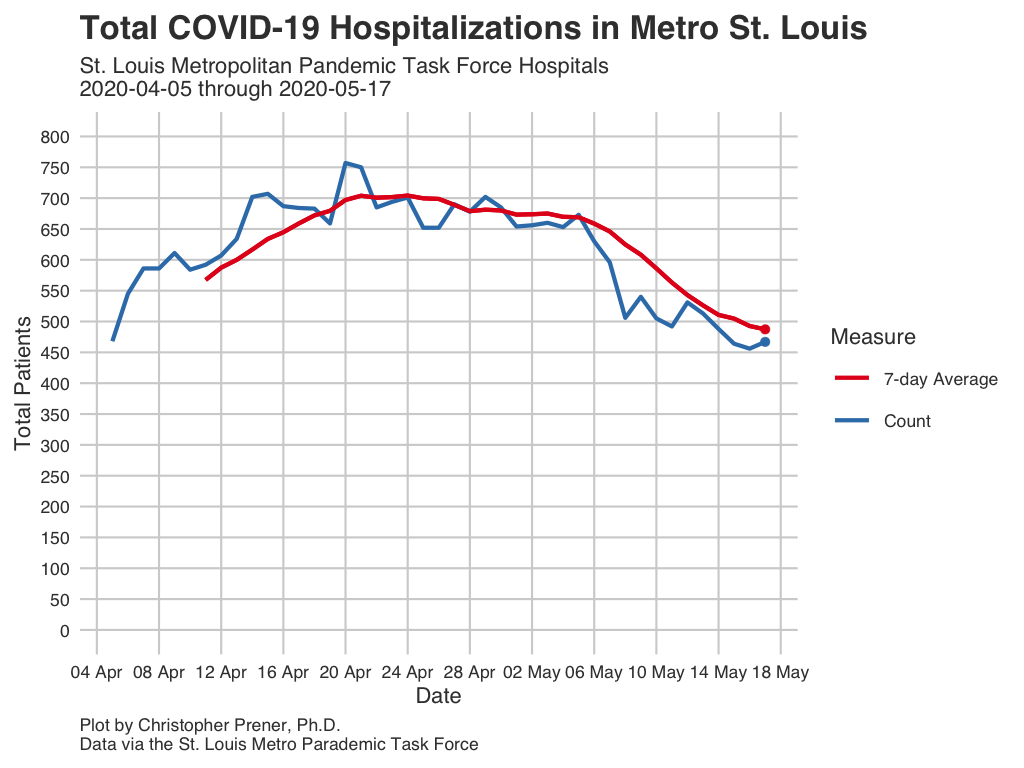 Total COVID-19 Hospitalizations in Metro St. Louis
St. Louis Metropolitan Pandemic Task Force Hospitals
2020-04-05 through 2020-05-17
Total Patients
800
750
700
650
600
550
500
450
400
350
300
250
200
150
100
50
0
04 Apr 08 Apr 12 Apr 16 Apr 20 Apr 24 Apr 28 Apr 02 May 06 May 10 May 14 May 18 May
Date
Measure
7-day Average
Count
Plot by Christopher Prener, Ph.D.
Data via the St. Louis Metro Parademic Task Force